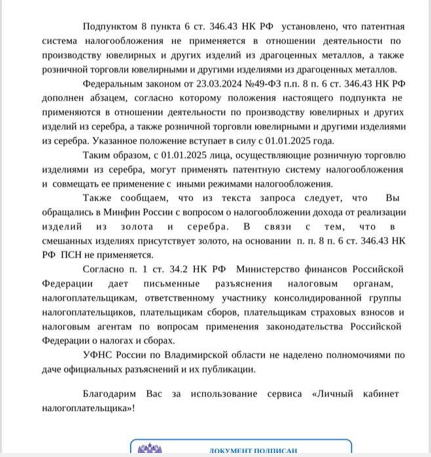 Подпунктом 8 пункта 6 ст. 346.43 НК РФ установлено, что патентная
система налогообложения не применяется в отношении деятельности по
производству ювелирных и других изделий из драгоценных металлов, а также
розничной торговли ювелирными и другими изделиями из драгоценных металлов.
Федеральным законом от 23.03.2024 №49-ФЗ п.п. 8 п. 6 ст. 346.43 НК РФ
дополнен абзацем, согласно которому положения настоящего подпункта не
применяются в отношении деятельности по производству ювелирных и других
изделий из серебра, а также розничной торговли ювелирными и другими изделиями
из серебра. Указанное положение вступает в силу с 01.01.2025 года.
Таким образом, с 01.01.2025 лица, осуществляющие розничную торговлю
изделиями из серебра, могут применять патентную систему налогообложения
и совмещать ее применение с иными режимами налогообложения.
Также сообщаем, что из текста запроса следует, что Вы
обращались в Минфин России с вопросом о налогообложении дохода от реализации
изделий из золота и серебра. В связи с тем, что в
смешанных изделиях присутствует золото, на основании п. п. 8 п. 6 ст. 346.43 НК
РФ ПСН не применяется.
Согласно п. 1 ст. 34.2 НК РФ Министерство финансов Российской
Федерации дает письменные разъяснения налоговым органам,
налогоплательщикам, ответственному участнику консолидированной группы
налогоплательщиков, плательщикам сборов, плательщикам страховых взносов и
налоговым агентам по вопросам применения законодательства Российской
Федерации о налогах и сборах.
УФНС России по Владимирской области не наделено полномочиями по
даче официальных разъяснений и их публикации.
Благодарим Вас за использование сервиса «Личный кабинет
налогоплательщика»!
ДОКУМЕНТ ПОДПИСАН